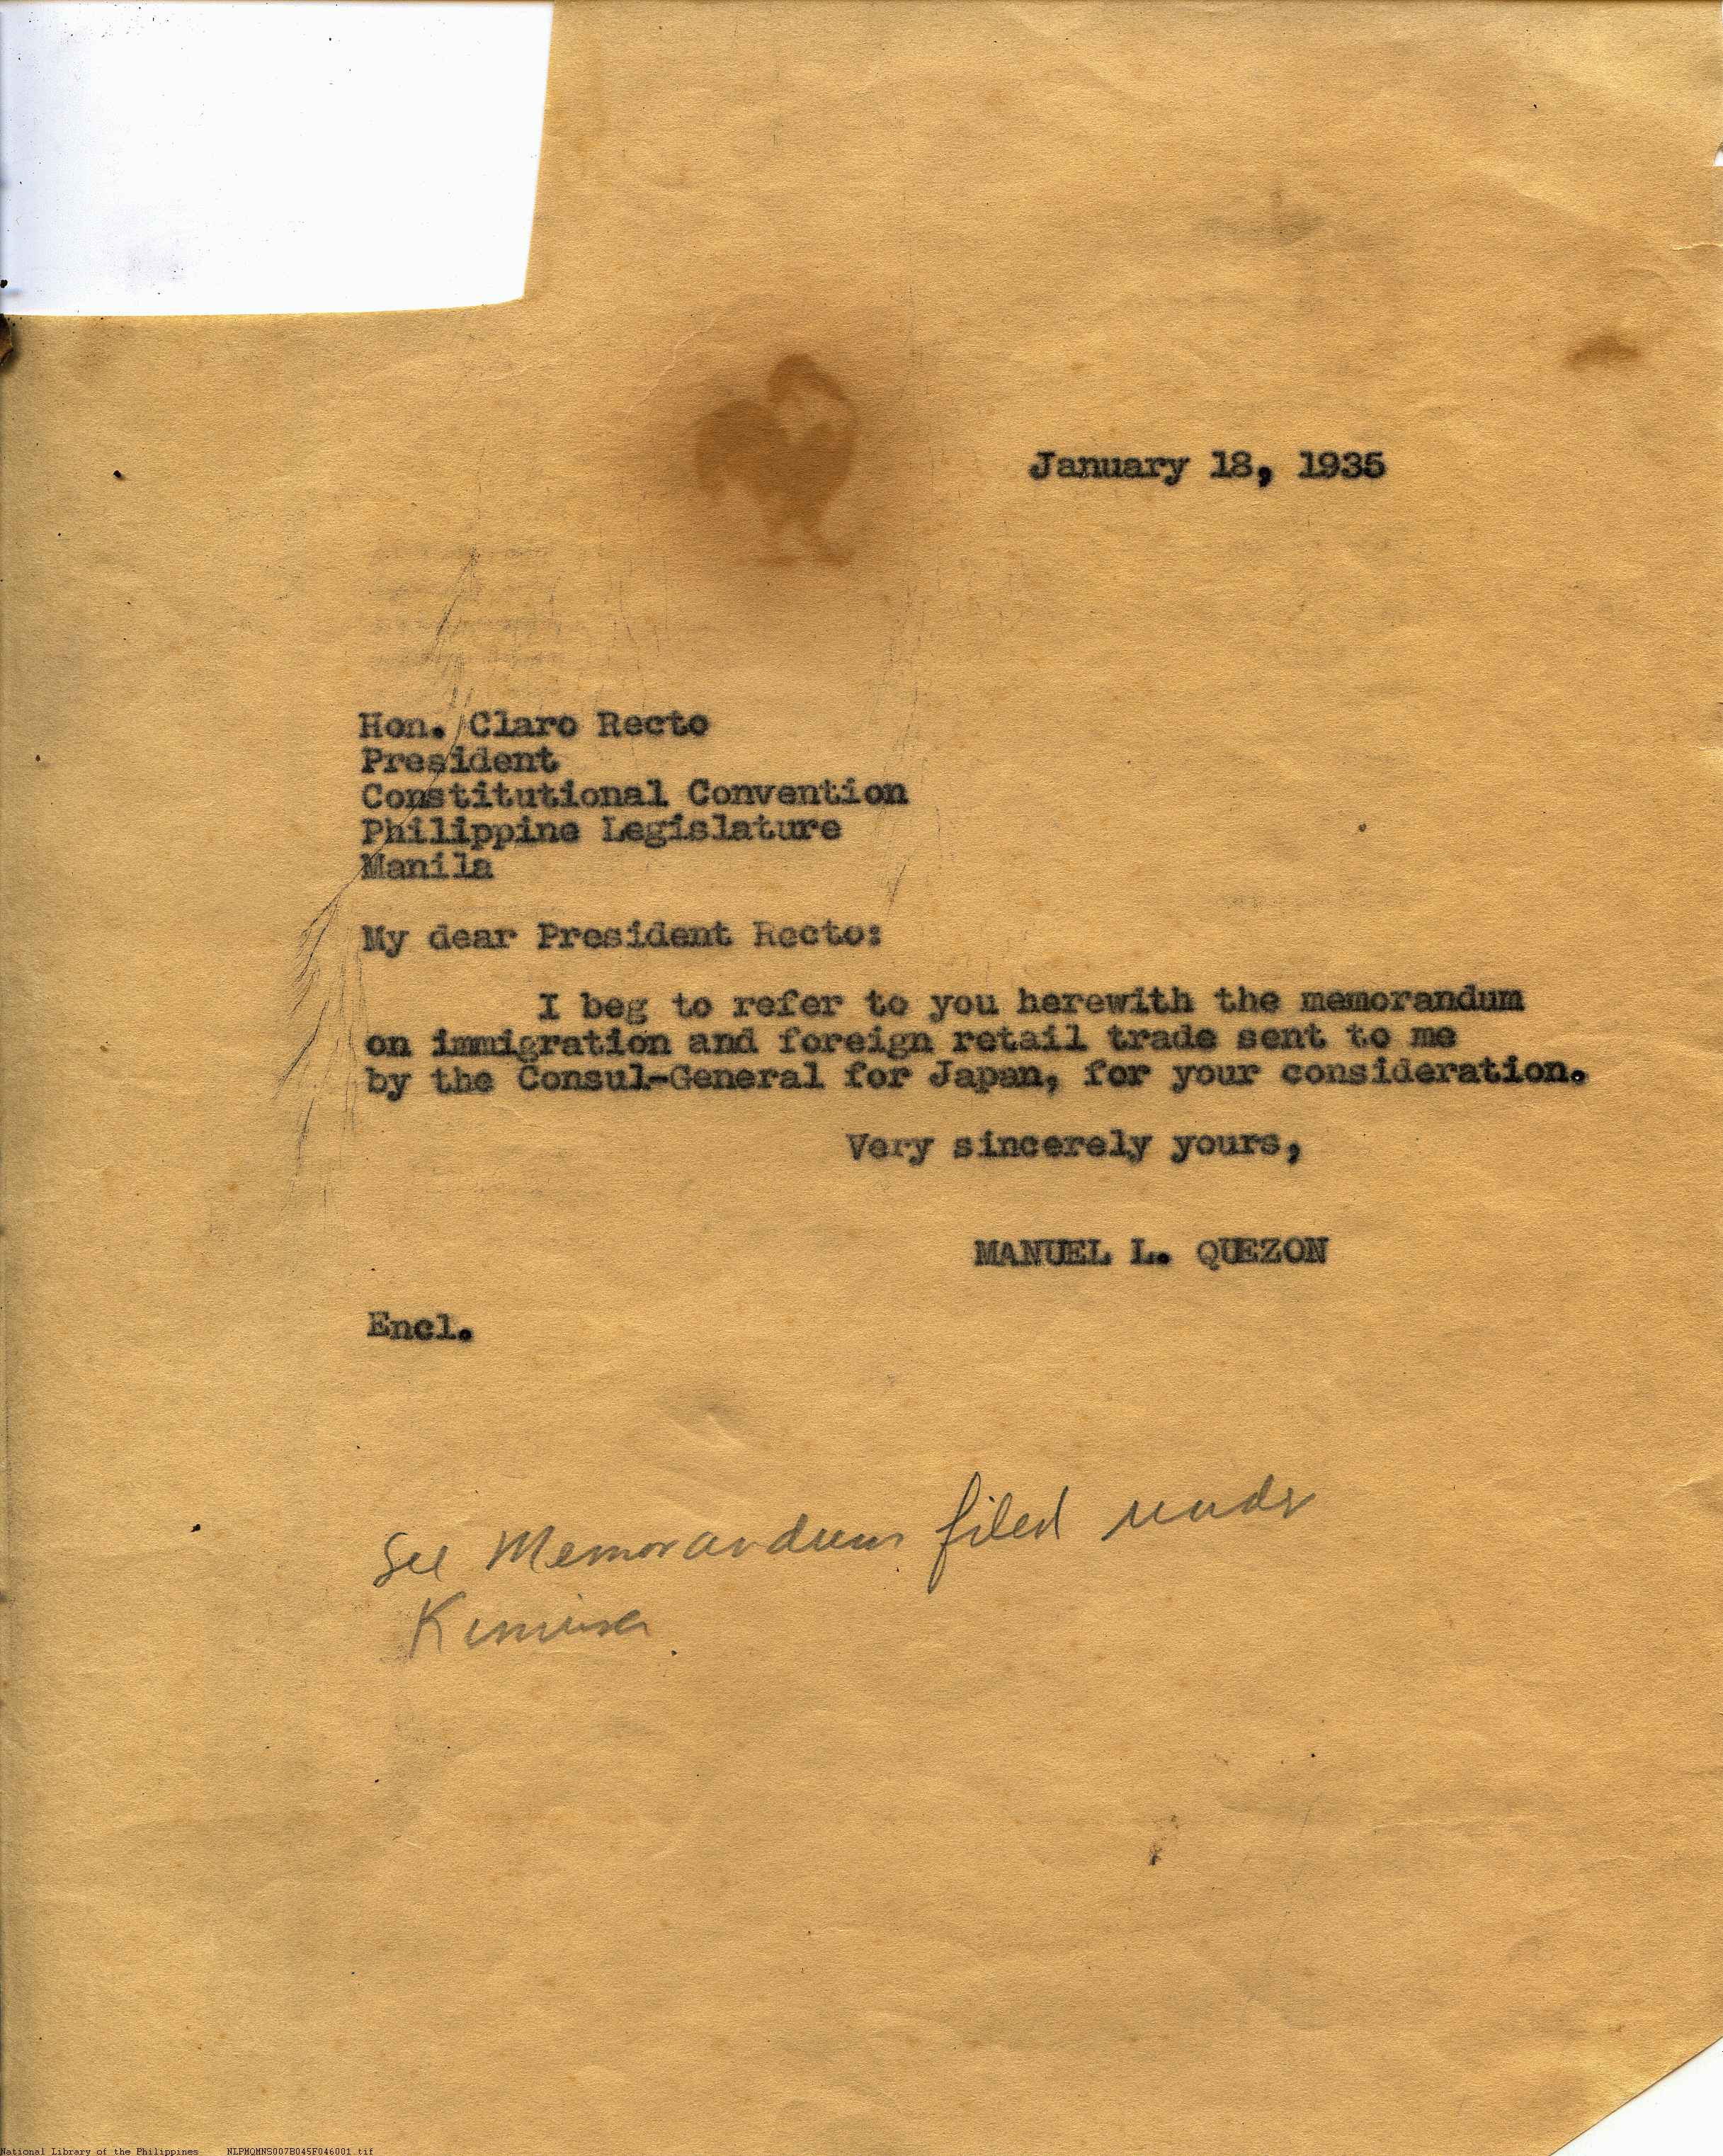 January 18, 1935
Hon. Claro Recto
President
Constitutional Convention
Philippine Legislature
Manila
My dear President Recto:
I beg to refer to you herewith the memorandum
on immigration and foreign retail trade sent to me
by the Consul-General for Japan, for your consideration.
Very sincerely yours,
MANUEL L. QUEZON
Encl.
See Memorandum filed under
National Library of the Philippines NLPMQMNS007B045F046001.tif